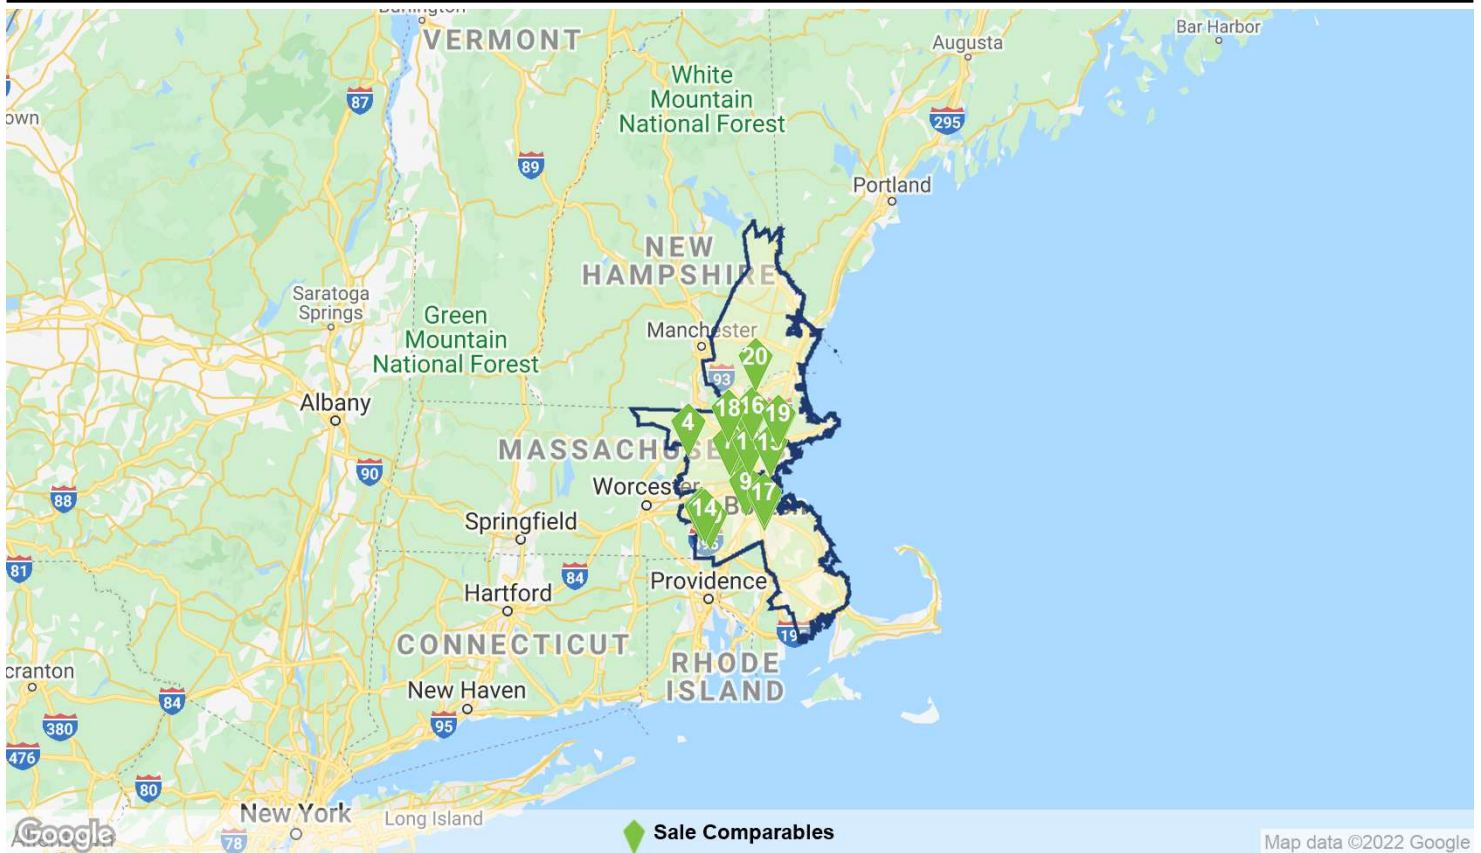 Burlington
VERMONT
Bar Harbor
Augusta
White
Mountain
National Forest
87
295
89
Portland
NEW
HAMPSHIRE
Saratoga
Springs
Green
Mountain
National Forest
Manchester
20
93
Albany
18
16
19
4
MASSACHUSE
90
88
Worcester
9
17
14
Springfield
81
84
Providence
Hartford
CONNECTICUT
RHODE
ISLAND
cranton
84
New Haven
95
380
476
80
New York
Long Island
78
Google
Sale Comparables
Map data ©2022 Google